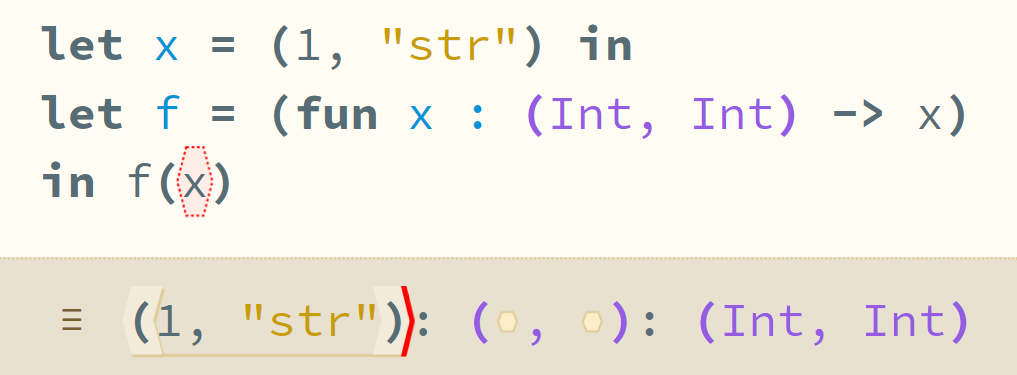 let x = (1, "str") in
let f = (fun x : (Int, Int) -> x)
in f(x)
≡ (1, "str"): (⬡, ⬡): (Int, Int)